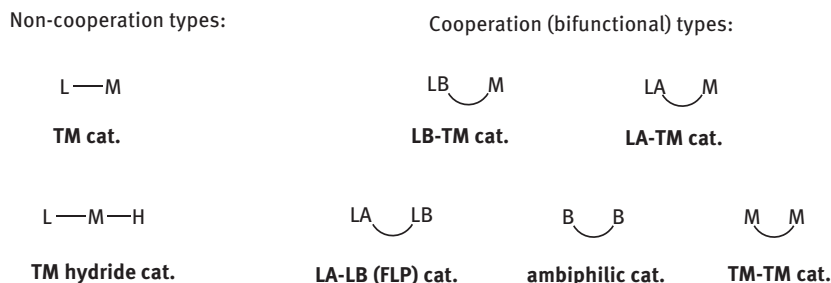 Non-cooperation types:
Cooperation (bifunctional) types:
L—M
LB M
LA M
TM cat.
LB-TM cat.
LA-TM cat.
L—M—H
LA LB
B B
M M
TM hydride cat.
LA-LB (FLP) cat.
ambiphilic cat.
TM-TM cat.